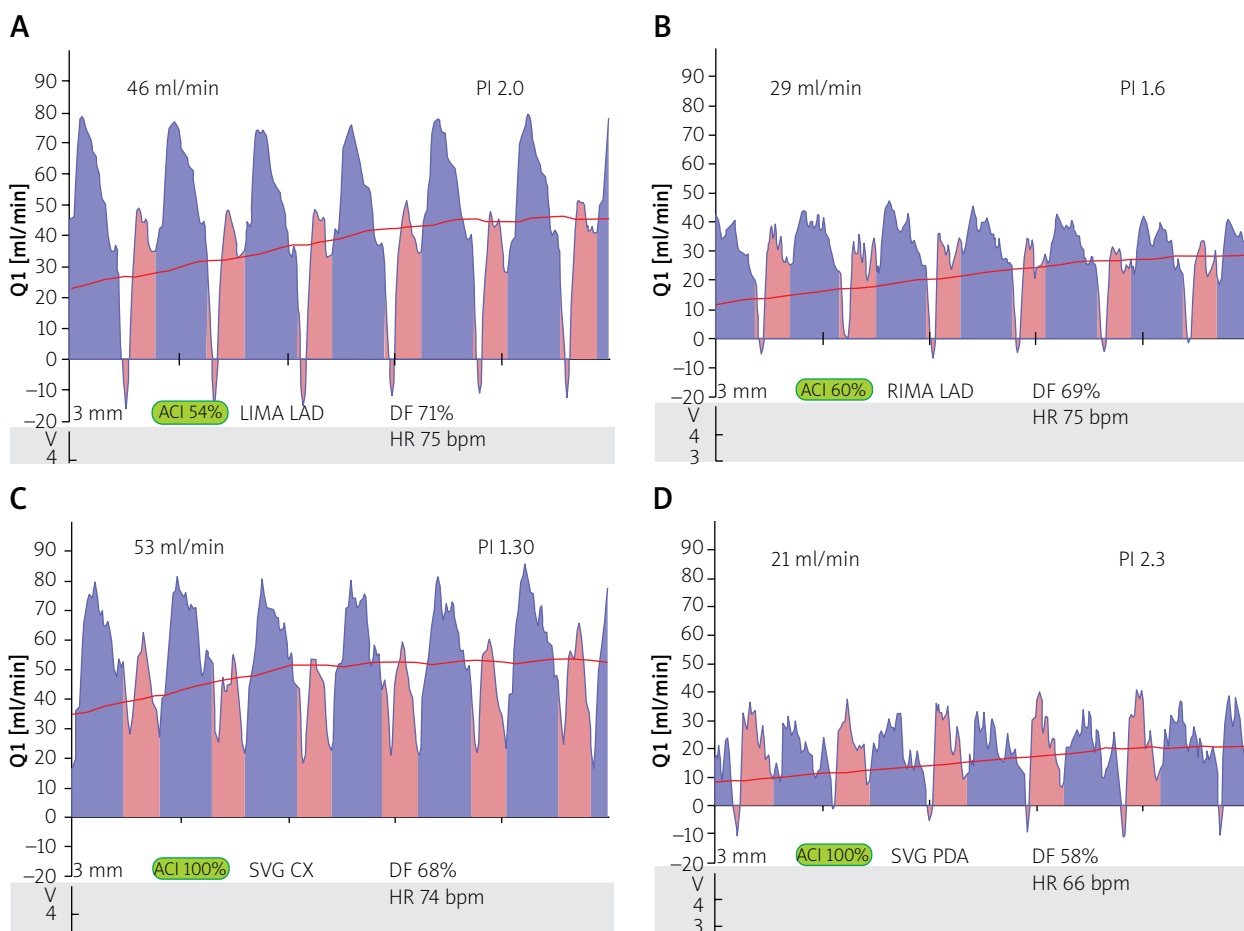 A
46 ml/min PI 2.0
Q1 [ml/min]
90
80
70
60
50
40
30
20
10
0
−10
−20
3 mm ACI 54% LIMA LAD DF 71%
HR 75 bpm
V
4
B
29 ml/min PI 1.6
Q1 [ml/min]
90
80
70
60
50
40
30
20
10
0
−10
−20
3 mm ACI 60% RIMA LAD DF 69%
HR 75 bpm
V
4
3
C
53 ml/min PI 1.30
Q1 [ml/min]
90
80
70
60
50
40
30
20
10
0
−10
−20
3 mm ACI 100% SVG CX DF 68%
HR 74 bpm
V
4
D
21 ml/min PI 2.3
Q1 [ml/min]
90
80
70
60
50
40
30
20
10
0
−10
−20
3 mm ACI 100% SVG PDA DF 58%
HR 66 bpm
V
4
3